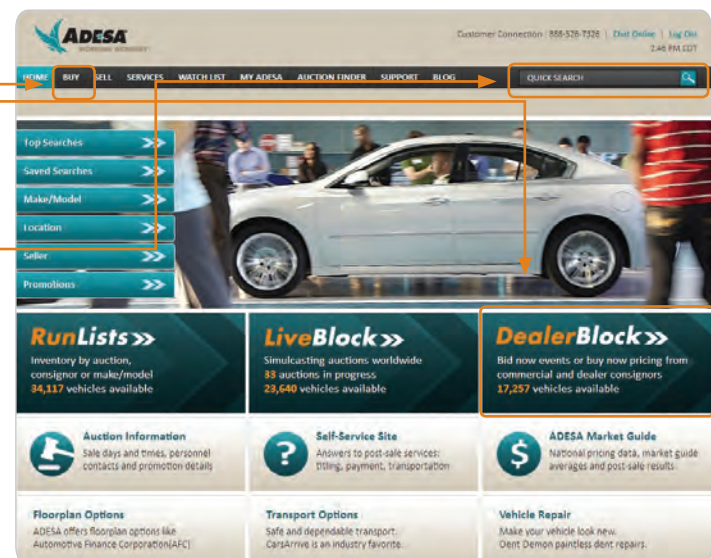 ADESA
Customer Connection 888-526-7326 | Chat Online | Log Out
2:46 PM CDT
HOME BUY SELL SERVICES WATCH LIST MY ADESA AUCTION FINDER SUPPORT BLOG QUICK SEARCH
Top Searches
Saved Searches
Make/Model
Location
Seller
Promotions
RunLists >>
Inventory by auction,
consignor or make/model
34,117 vehicles available
LiveBlock >>
Simulcasting auctions worldwide
33 auctions in progress
23,640 vehicles available
DealerBlock >>
Bid now events or buy now pricing from
commercial and dealer consignors
17,257 vehicles available
Auction Information
Sale days and times, personnel
contacts and promotion details
Self-Service Site
Answers to post-sale services:
titling, payment, transportation
ADESA Market Guide
National pricing data, market guide
averages and post-sale results
Floorplan Options
ADESA offers floorplan options like
Automotive Finance Corporation(AFC)
Transport Options
Safe and dependable transport.
CarsArrive is an industry favorite.
Vehicle Repair
Make your vehicle look new.
Dent Demon paintless dent repairs.